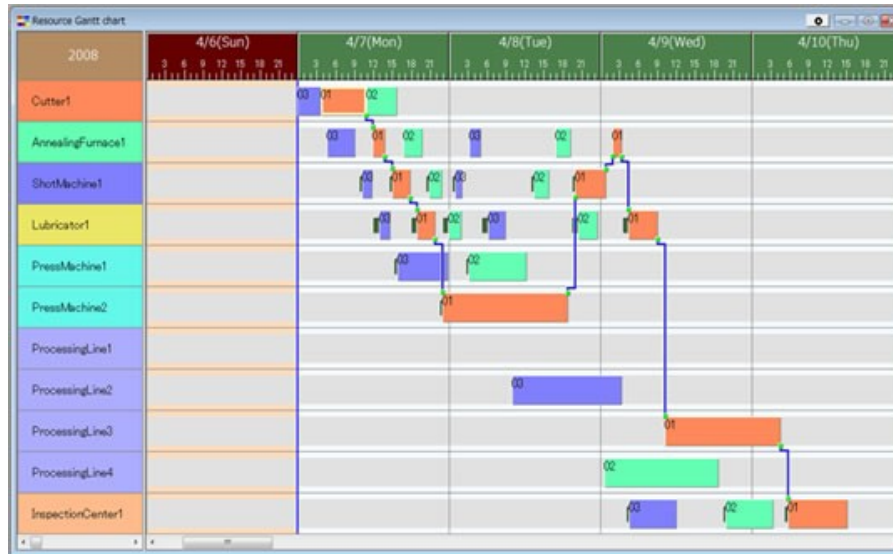 Resource Gantt chart
2008 4/6(Sun) 4/7(Mon) 4/8(Tue) 4/9(Wed) 4/10(Thu)
3 6 9 12 15 18 21 3 6 9 12 15 18 21 3 6 9 12 15 18 21 3 6 9 12 15 18 21 3 6 9 12 15 18 21
Cutter1 03 01 02
AnnealingFurnace1 03 01 02 03 02 01
ShotMachine1 03 01 02 03 02 01
Lubricator1 03 01 02 03 02 01
PressMachine1 03 02
PressMachine2 01
ProcessingLine1
ProcessingLine2 03
ProcessingLine3 01
ProcessingLine4 02
InspectionCenter1 03 02 01